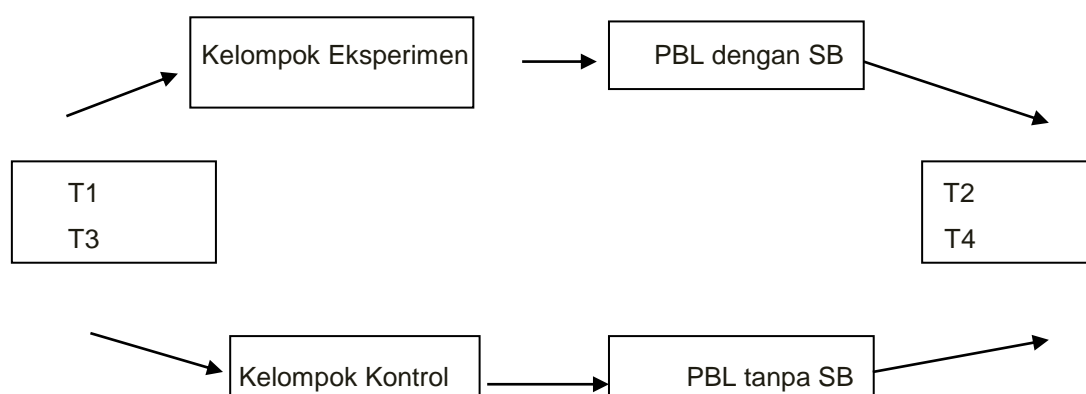 Kelompok Eksperimen
PBL dengan SB
T1
T3
T2
T4
Kelompok Kontrol
PBL tanpa SB